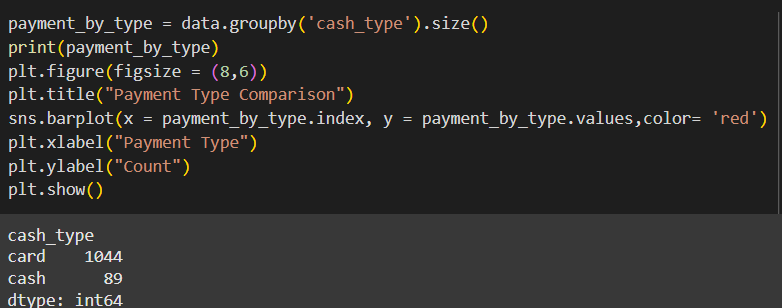 payment_by_type = data.groupby('cash_type').size()
print(payment_by_type)
plt.figure(figsize = (8,6))
plt.title("Payment Type Comparison")
sns.barplot(x = payment_by_type.index, y = payment_by_type.values,color= 'red')
plt.xlabel("Payment Type")
plt.ylabel("Count")
plt.show()
cash_type
card    1044
cash      89
dtype: int64